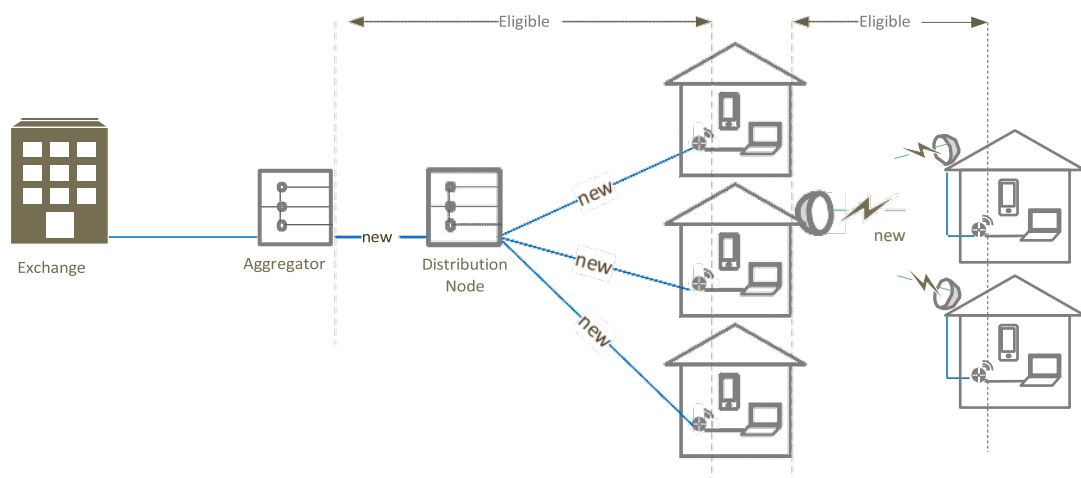 Eligible
Eligible
new
new
new
new
new
Exchange
Aggregator
Distribution
Node